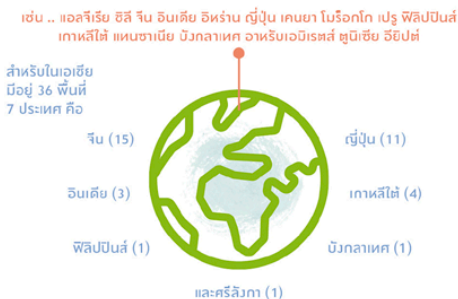 เช่น .. แอลจีเรีย ชิลี จีน อินเดีย อิหร่าน ญี่ปุ่น เคนยา โมร็อกโก เปรู ฟิลิปปินส์
เกาหลีใต้ แทนซาเนีย บังกลาเทศ อาหรับเอมิเรตส์ ตูนิเซีย อียิปต์
สำหรับในเอเชีย
มีอยู่ 36 พื้นที่
7 ประเทศ คือ
จีน (15)
ญี่ปุ่น (11)
อินเดีย (3)
เกาหลีใต้ (4)
ฟิลิปปินส์ (1)
บังกลาเทศ (1)
และศรีลังกา (1)